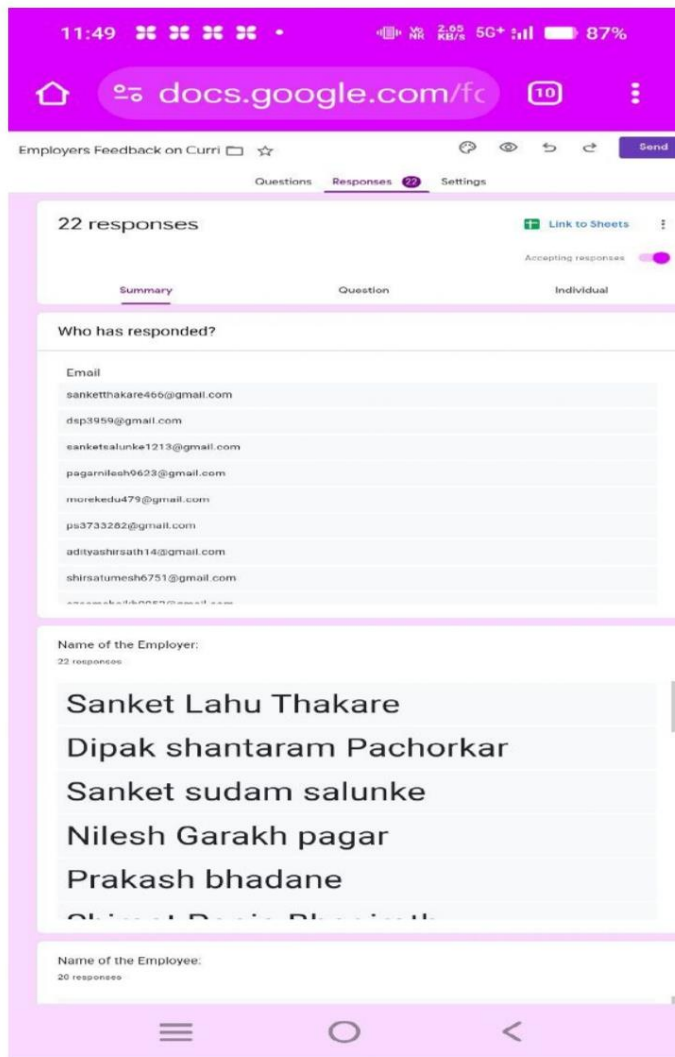 11:49
2.65 KB/s 5G+ 87%
docs.google.com/fc
10
Employers Feedback on Curri
Send
Questions Responses 22 Settings
22 responses
Link to Sheets
Accepting responses
Summary Question Individual
Who has responded?
Email
sanketthakare466@gmail.com
dsp3959@gmail.com
sanketsalunke1213@gmail.com
pagarnilesh9623@gmail.com
morekedu479@gmail.com
ps3733282@gmail.com
adityashirsath14@gmail.com
shirsatumesh6751@gmail.com
Name of the Employer:
22 responses
Sanket Lahu Thakare
Dipak shantaram Pachorkar
Sanket sudam salunke
Nilesh Garakh pagar
Prakash bhadane
Name of the Employee:
20 responses